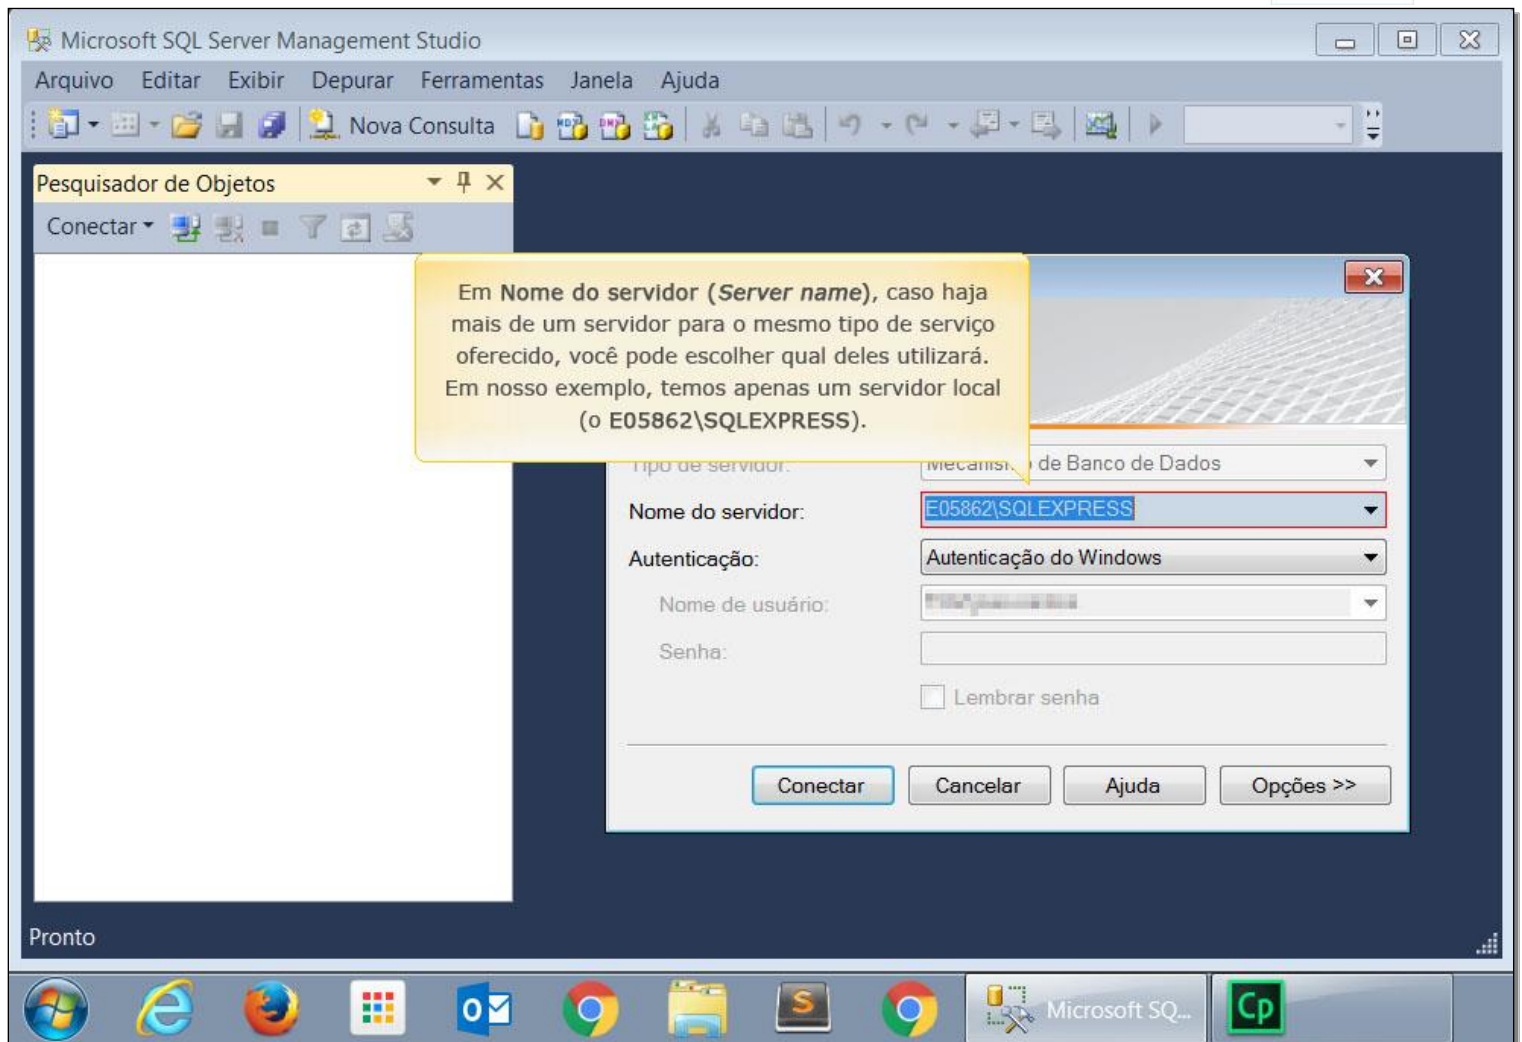 Microsoft SQL Server Management Studio
Arquivo Editar Exibir Depurar Ferramentas Janela Ajuda
Nova Consulta
Pesquisador de Objetos
Conectar
Em Nome do servidor (Server name), caso haja
mais de um servidor para o mesmo tipo de serviço
oferecido, você pode escolher qual deles utilizará.
Em nosso exemplo, temos apenas um servidor local
(o E05862\SQLEXPRESS).
Tipo de servidor: Mecanismo de Banco de Dados
Nome do servidor: E05862\SQLEXPRESS
Autenticação: Autenticação do Windows
Nome de usuário:
Senha:
Lembrar senha
Conectar Cancelar Ajuda Opções >>
Pronto
Microsoft SQ...
Cp